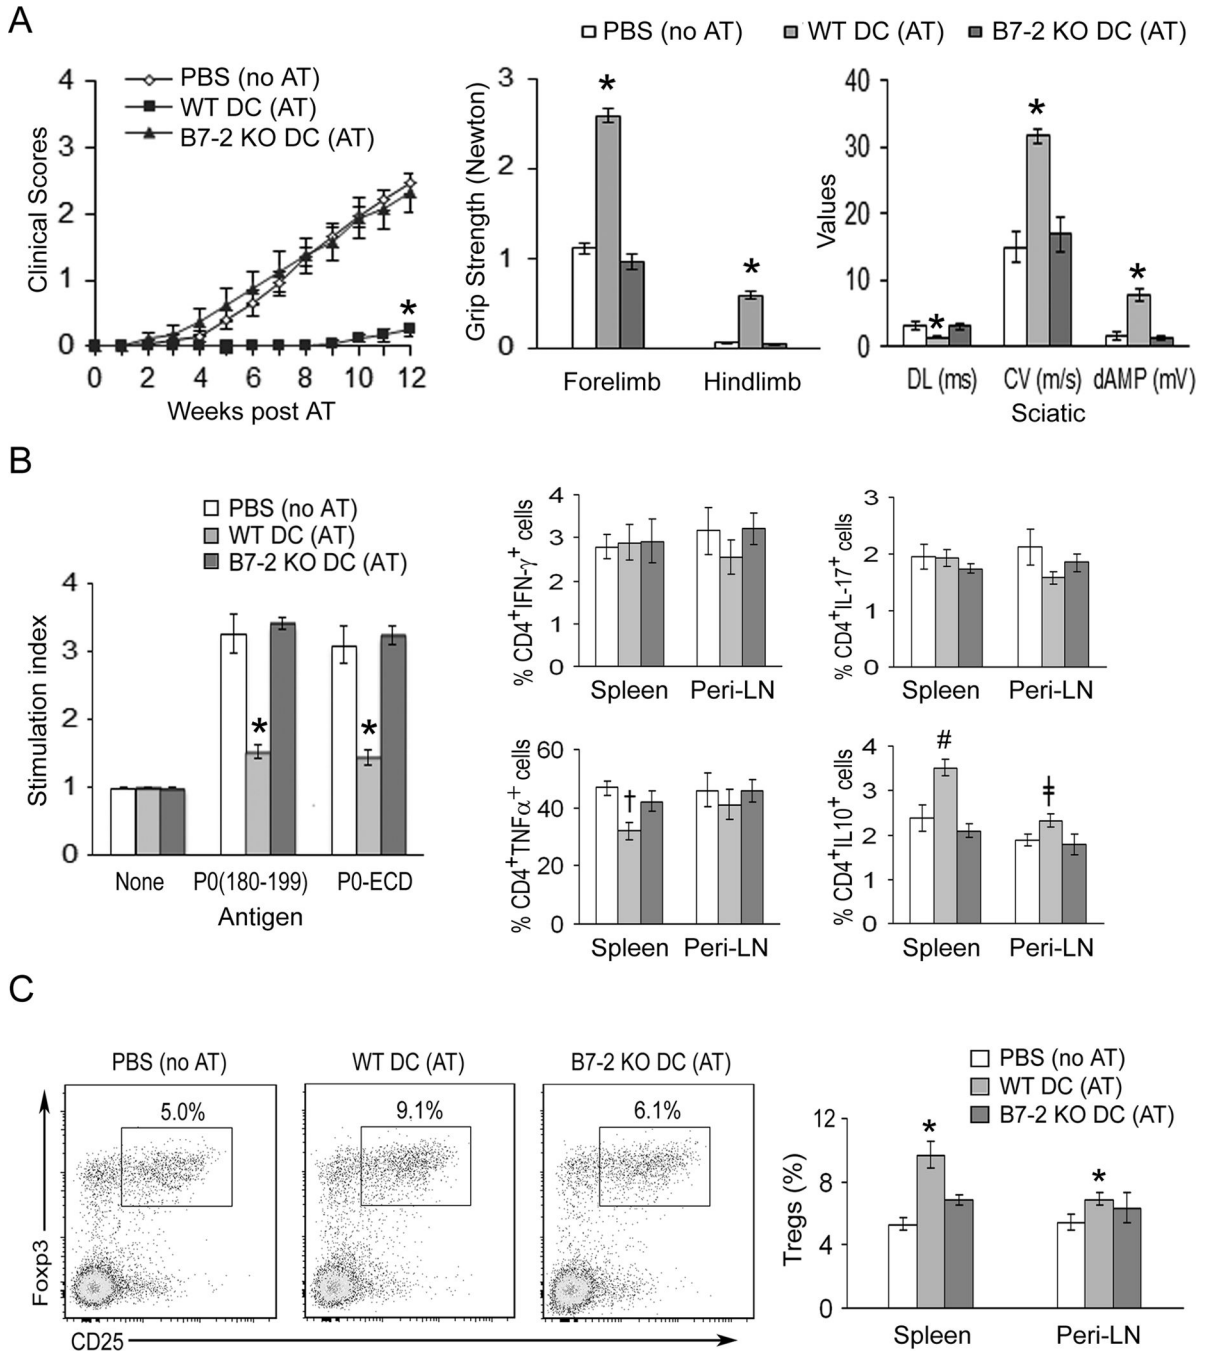 A
PBS (no AT) WT DC (AT) B7-2 KO DC (AT)
PBS (no AT)
WT DC (AT)
B7-2 KO DC (AT)
Clinical Scores
4
3
2
1
0
*
0 2 4 6 8 10 12
Weeks post AT
Grip Strength (Newton)
3
2
1
0
* *
Forelimb Hindlimb
Values
40
30
20
10
0
* * *
DL (ms) CV (m/s) dAMP (mV)
Sciatic
B
PBS (no AT)
WT DC (AT)
B7-2 KO DC (AT)
Stimulation index
4
3
2
1
0
* *
None P0(180-199) P0-ECD
Antigen
% CD4+IFN-γ+ cells
4
3
2
1
0
Spleen Peri-LN
% CD4+IL-17+ cells
3
2
1
0
Spleen Peri-LN
% CD4+TNFα+ cells
60
40
20
0
†
Spleen Peri-LN
% CD4+IL10+ cells
4
3
2
1
0
# ‡
Spleen Peri-LN
C
PBS (no AT) WT DC (AT) B7-2 KO DC (AT)
5.0% 9.1% 6.1%
Foxp3
CD25
PBS (no AT)
WT DC (AT)
B7-2 KO DC (AT)
Tregs (%)
12
8
4
0
* *
Spleen Peri-LN